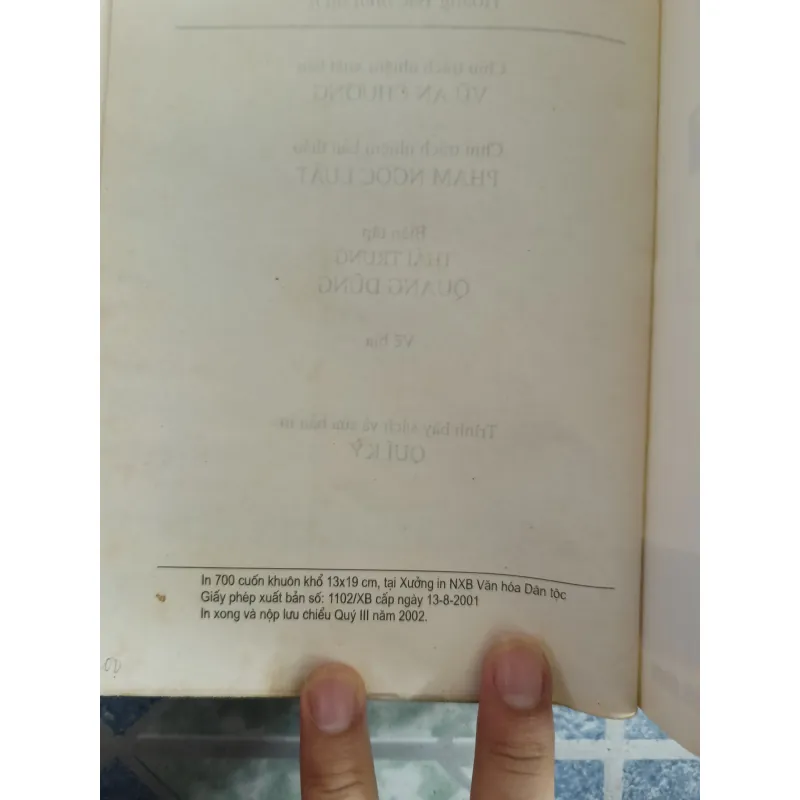 Chịu trách nhiệm xuất bản
VŨ AN CHƯƠNG
Chịu trách nhiệm bản thảo
PHẠM NGỌC LUẬT
Biên tập
THÁI TRUNG
QUANG DŨNG
Vẽ bìa
Trình bày sách và sửa bản in
QUÍ KỲ
In 700 cuốn khuôn khổ 13x19 cm, tại Xưởng in NXB Văn hóa Dân tộc
Giấy phép xuất bản số: 1102/XB cấp ngày 13-8-2001
In xong và nộp lưu chiểu Quý III năm 2002.